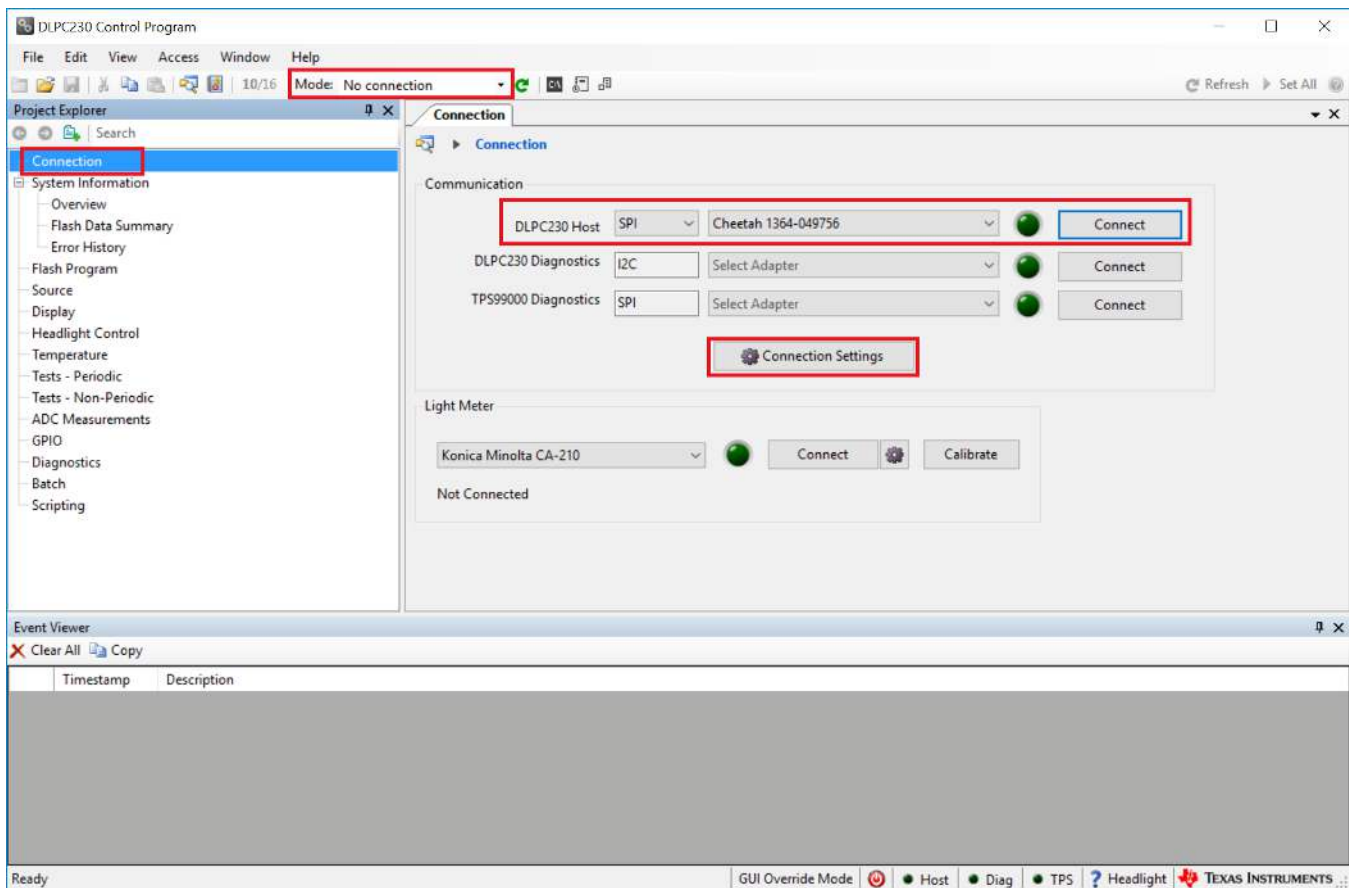 DLPC230 Control Program
File Edit View Access Window Help
10/16 Mode: No connection Refresh Set All
Project Explorer
Search
Connection
System Information
Overview
Flash Data Summary
Error History
Flash Program
Source
Display
Headlight Control
Temperature
Tests - Periodic
Tests - Non-Periodic
ADC Measurements
GPIO
Diagnostics
Batch
Scripting
Connection
Connection
Communication
DLPC230 Host SPI Cheetah 1364-049756 Connect
DLPC230 Diagnostics I2C Select Adapter Connect
TPS99000 Diagnostics SPI Select Adapter Connect
Connection Settings
Light Meter
Konica Minolta CA-210 Connect Calibrate
Not Connected
Event Viewer
Clear All Copy
Timestamp Description
Ready GUI Override Mode Host Diag TPS ? Headlight TEXAS INSTRUMENTS